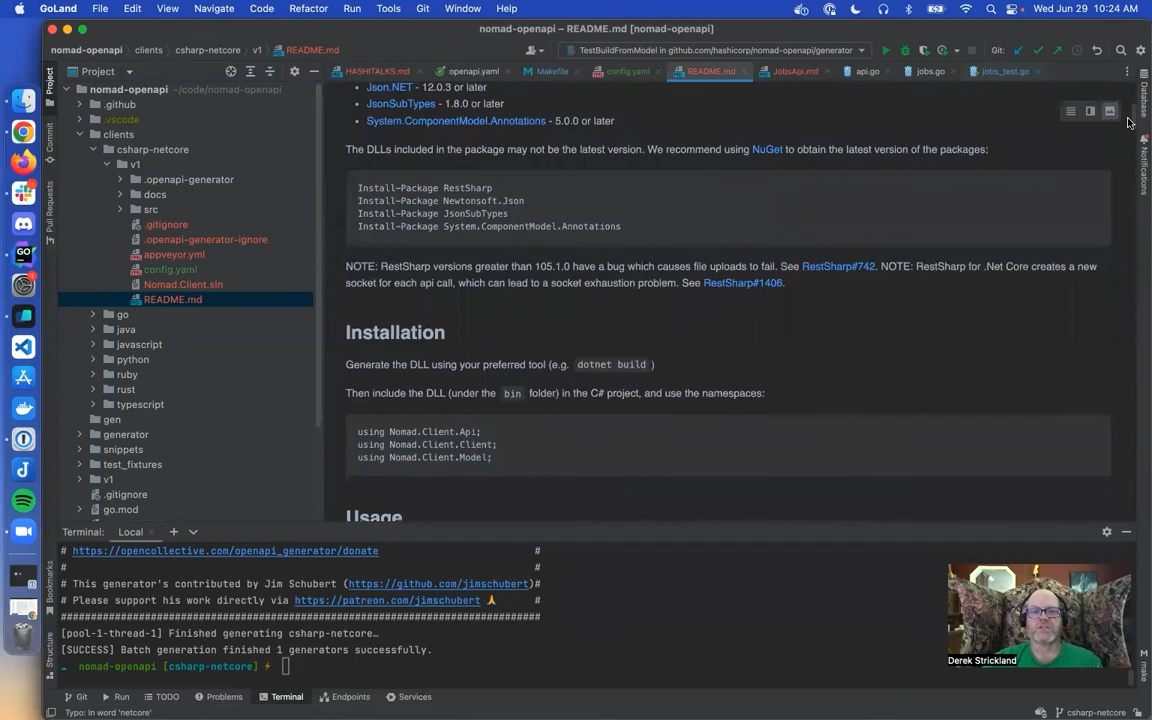 GoLand File Edit View Navigate Code Refactor Run Tools Git Window Help Wed Jun 29 10:24 AM
nomad-openapi – README.md [nomad-openapi]
nomad-openapi clients csharp-netcore v1 README.md TestBuildFromModel in github.com/hashicorp/nomad-openapi/generator Git:
Project HASHITALKS.md openapi.yaml Makefile config.yaml README.md JobsApi.md api.go jobs.go jobs_test.go
nomad-openapi ~/code/nomad-openapi
.github
.vscode
clients
csharp-netcore
v1
.openapi-generator
docs
src
.gitignore
.openapi-generator-ignore
appveyor.yml
config.yaml
Nomad.Client.sln
README.md
go
java
javascript
python
ruby
rust
typescript
gen
generator
snippets
test_fixtures
v1
.gitignore
go.mod
Json.NET - 12.0.3 or later
JsonSubTypes - 1.8.0 or later
System.ComponentModel.Annotations - 5.0.0 or later
The DLLs included in the package may not be the latest version. We recommend using NuGet to obtain the latest version of the packages:
Install-Package RestSharp
Install-Package Newtonsoft.Json
Install-Package JsonSubTypes
Install-Package System.ComponentModel.Annotations
NOTE: RestSharp versions greater than 105.1.0 have a bug which causes file uploads to fail. See RestSharp#742. NOTE: RestSharp for .Net Core creates a
new socket for each api call, which can lead to a socket exhaustion problem. See RestSharp#1406.
Installation
Generate the DLL using your preferred tool (e.g. dotnet build )
Then include the DLL (under the bin folder) in the C# project, and use the namespaces:
using Nomad.Client.Api;
using Nomad.Client.Client;
using Nomad.Client.Model;
Usage
Project
Commit
Pull Requests
Bookmarks
Structure
Database
Notifications
make
Terminal: Local
# https://opencollective.com/openapi_generator/donate #
# #
# This generator's contributed by Jim Schubert (https://github.com/jimschubert)#
# Please support his work directly via https://patreon.com/jimschubert 🙏 #
################################################################################
[pool-1-thread-1] Finished generating csharp-netcore…
[SUCCESS] Batch generation finished 1 generators successfully.
nomad-openapi [csharp-netcore] ⚡
Derek Strickland
Git Run TODO Problems Terminal Endpoints Services
Typo: In word 'netcore' csharp-netcore